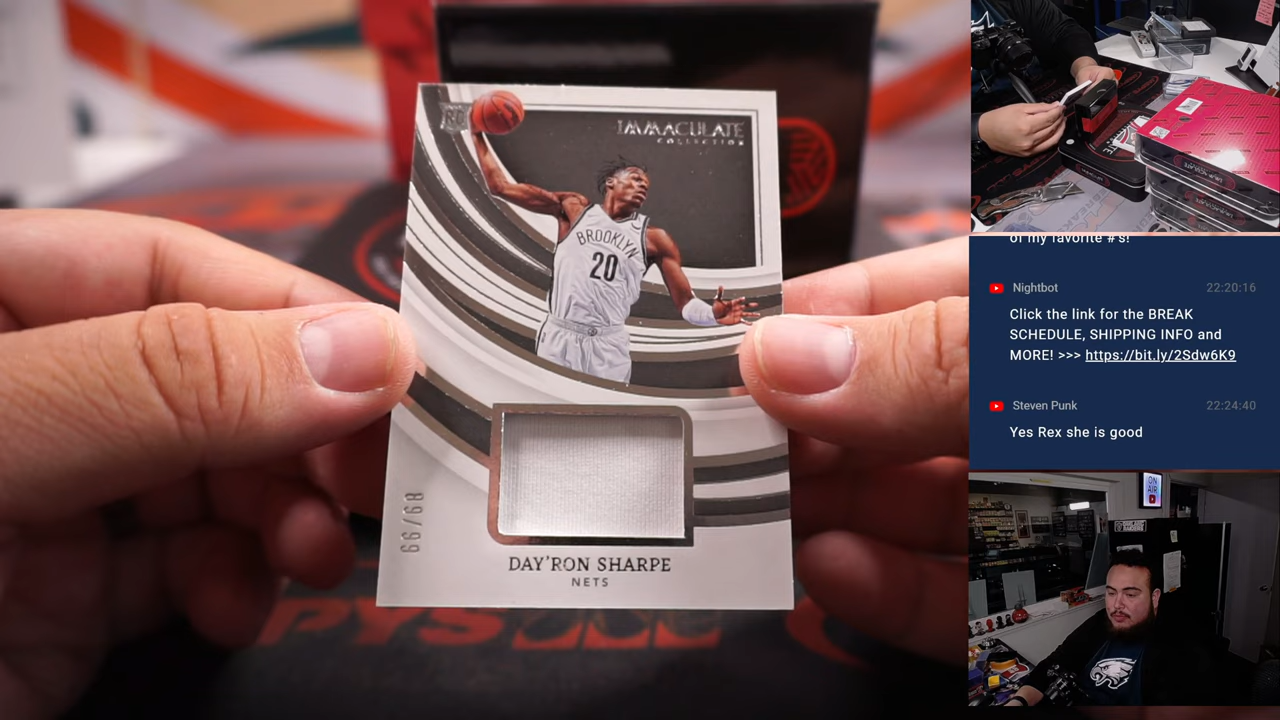 RC
IMMACULATE
COLLECTION
BROOKLYN
20
89/99
DAY'RON SHARPE
NETS
of my favorite #'s!
Nightbot 22:20:16
Click the link for the BREAK
SCHEDULE, SHIPPING INFO and
MORE! >>> https://bit.ly/2Sdw6K9
Steven Punk 22:24:40
Yes Rex she is good
ON
AIR